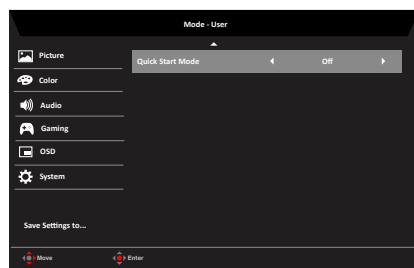 Mode - User
Picture
Quick Start Mode Off
Color
Audio
Gaming
OSD
System
Save Settings to...
Move Enter